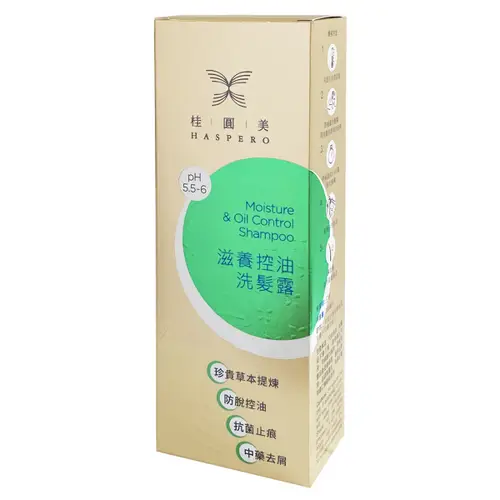 桂｜圓｜美
HASPERO
pH
5.5-6
Moisture
& Oil Control
Shampoo
滋養控油
洗髮露
珍貴草本提煉
防脫控油
抗菌止痕
中藥去屑